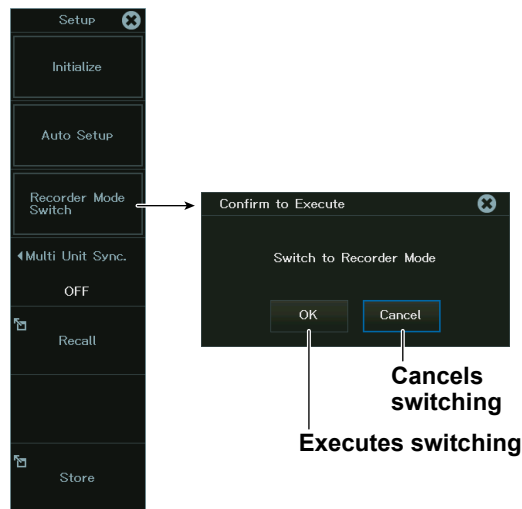 Setup
Initialize
Auto Setup
Recorder Mode
Switch
Multi Unit Sync.
OFF
Recall
Store
Confirm to Execute
Switch to Recorder Mode
OK
Cancel
Cancels
switching
Executes switching